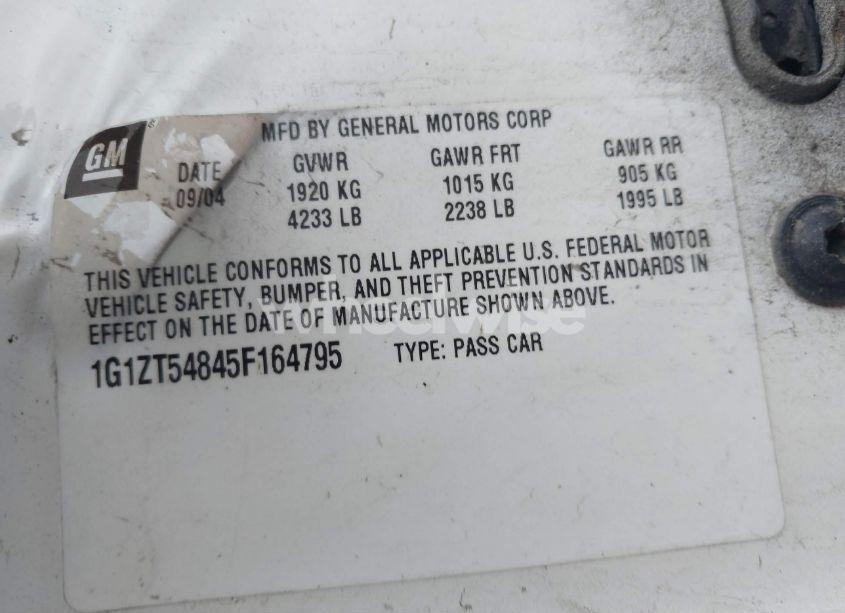 GM
MFD BY GENERAL MOTORS CORP
DATE GVWR GAWR FRT GAWR RR
09/04 1920 KG 1015 KG 905 KG
4233 LB 2238 LB 1995 LB
THIS VEHICLE CONFORMS TO ALL APPLICABLE U.S. FEDERAL MOTOR
VEHICLE SAFETY, BUMPER, AND THEFT PREVENTION STANDARDS IN
EFFECT ON THE DATE OF MANUFACTURE SHOWN ABOVE.
1G1ZT54845F164795 TYPE: PASS CAR